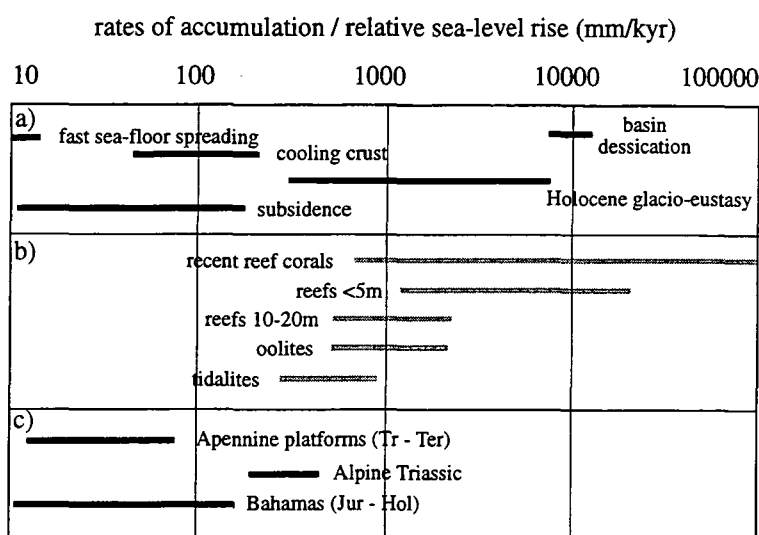 rates of accumulation / relative sea-level rise (mm/kyr)
10 100 1000 10000 100000
a)
fast sea-floor spreading
basin
dessication
cooling crust
Holocene glacio-eustasy
subsidence
b)
recent reef corals
reefs <5m
reefs 10-20m
oolites
tidalites
c)
Apennine platforms (Tr - Ter)
Alpine Triassic
Bahamas (Jur - Hol)